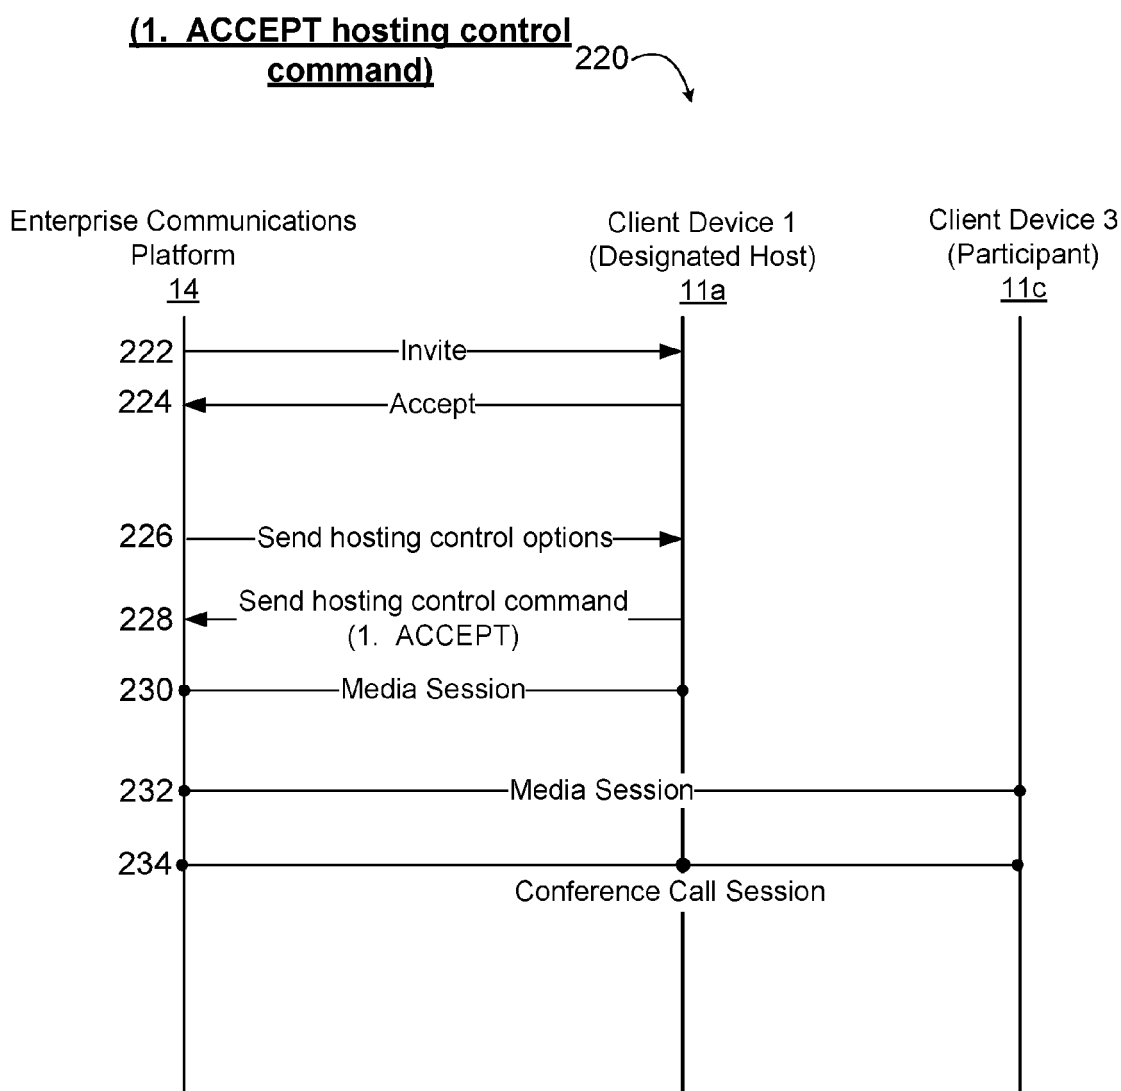 (1. ACCEPT hosting control
command)
220
Enterprise Communications
Platform
14
Client Device 1
(Designated Host)
11a
Client Device 3
(Participant)
11c
222 Invite
224 Accept
226 Send hosting control options
228 Send hosting control command
(1. ACCEPT)
230 Media Session
232 Media Session
234
Conference Call Session